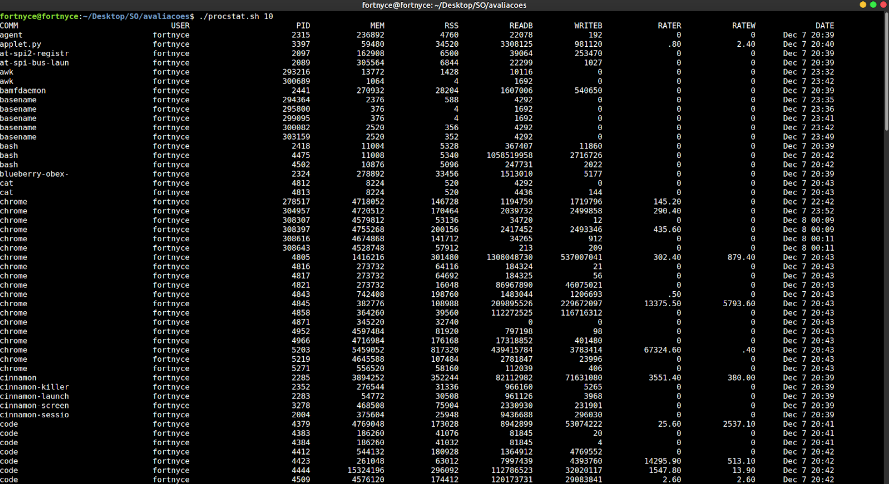 fortnyce@fortnyce: ~/Desktop/SO/avaliacoes
fortnyce@fortnyce:~/Desktop/SO/avaliacoes$ ./procstat.sh 10
COMM USER PID MEM RSS READB WRITEB RATER RATEW DATE
agent fortnyce 2315 236892 4760 22078 192 0 0 Dec 7 20:39
applet.py fortnyce 3397 59480 34520 3308125 981120 .80 2.40 Dec 7 20:40
at-spi2-registr fortnyce 2097 162908 6500 39064 253470 0 0 Dec 7 20:39
at-spi-bus-laun fortnyce 2089 305564 6844 22299 1027 0 0 Dec 7 20:39
awk fortnyce 293216 13772 1428 10116 0 0 0 Dec 7 23:32
awk fortnyce 300689 1064 4 1692 0 0 0 Dec 7 23:42
bamfdaemon fortnyce 2441 270932 28204 1607006 540650 0 0 Dec 7 20:39
basename fortnyce 294364 2376 588 4292 0 0 0 Dec 7 23:35
basename fortnyce 295800 376 4 1692 0 0 0 Dec 7 23:36
basename fortnyce 299095 376 4 1692 0 0 0 Dec 7 23:41
basename fortnyce 300082 2520 356 4292 0 0 0 Dec 7 23:42
basename fortnyce 303159 2520 352 4292 0 0 0 Dec 7 23:49
bash fortnyce 2418 11004 5328 367407 11860 0 0 Dec 7 20:39
bash fortnyce 4475 11008 5340 1058519958 2716726 0 0 Dec 7 20:42
bash fortnyce 4502 10876 5096 247731 2022 0 0 Dec 7 20:42
blueberry-obex- fortnyce 2324 278892 33456 1513010 5177 0 0 Dec 7 20:39
cat fortnyce 4812 8224 520 4292 0 0 0 Dec 7 20:43
cat fortnyce 4813 8224 520 4436 144 0 0 Dec 7 20:43
chrome fortnyce 278517 4718052 146728 1194759 1719796 145.20 0 Dec 7 22:42
chrome fortnyce 304957 4720512 170464 2039732 2499858 290.40 0 Dec 7 23:52
chrome fortnyce 308307 4579812 53136 34720 12 0 0 Dec 8 00:09
chrome fortnyce 308397 4755268 200156 2417452 2493346 435.60 0 Dec 8 00:09
chrome fortnyce 308616 4674868 141712 34265 912 0 0 Dec 8 00:11
chrome fortnyce 308643 4528748 57912 213 209 0 0 Dec 8 00:11
chrome fortnyce 4805 1416216 301480 1308048730 537007041 302.40 879.40 Dec 7 20:43
chrome fortnyce 4816 273732 64116 184324 21 0 0 Dec 7 20:43
chrome fortnyce 4817 273732 64692 184325 56 0 0 Dec 7 20:43
chrome fortnyce 4821 273732 16048 86967890 46075021 0 0 Dec 7 20:43
chrome fortnyce 4843 742408 198760 1483044 1206693 .50 0 Dec 7 20:43
chrome fortnyce 4845 382776 108988 209895526 229672097 13375.50 5793.60 Dec 7 20:43
chrome fortnyce 4858 364260 39560 112272525 116716312 0 0 Dec 7 20:43
chrome fortnyce 4871 345220 32740 0 0 0 0 Dec 7 20:43
chrome fortnyce 4952 4597484 81920 797198 98 0 0 Dec 7 20:43
chrome fortnyce 4966 4716984 176168 17318852 401480 0 0 Dec 7 20:43
chrome fortnyce 5203 5459052 817320 439415784 3783414 67324.60 .40 Dec 7 20:43
chrome fortnyce 5219 4645588 107484 2781847 23996 0 0 Dec 7 20:43
chrome fortnyce 5271 556520 58160 112039 406 0 0 Dec 7 20:43
cinnamon fortnyce 2285 3894252 352244 82112982 71631080 3551.40 380.00 Dec 7 20:39
cinnamon-killer fortnyce 2352 276544 31336 966160 5265 0 0 Dec 7 20:39
cinnamon-launch fortnyce 2283 54772 30508 961126 3968 0 0 Dec 7 20:39
cinnamon-screen fortnyce 3278 468508 75904 2330930 231901 0 0 Dec 7 20:39
cinnamon-sessio fortnyce 2004 375604 25948 9436688 296030 0 0 Dec 7 20:39
code fortnyce 4379 4769048 173028 8942899 53074222 25.60 2537.10 Dec 7 20:41
code fortnyce 4383 186260 41076 81845 20 0 0 Dec 7 20:41
code fortnyce 4384 186260 41032 81845 4 0 0 Dec 7 20:41
code fortnyce 4412 544132 180928 1364912 4769552 0 0 Dec 7 20:42
code fortnyce 4423 261048 63012 7997439 4393760 14295.90 513.10 Dec 7 20:42
code fortnyce 4444 15324196 296092 112786523 32020117 1547.80 13.90 Dec 7 20:42
code fortnyce 4509 4576120 174412 120173731 29083841 2.60 2.60 Dec 7 20:42